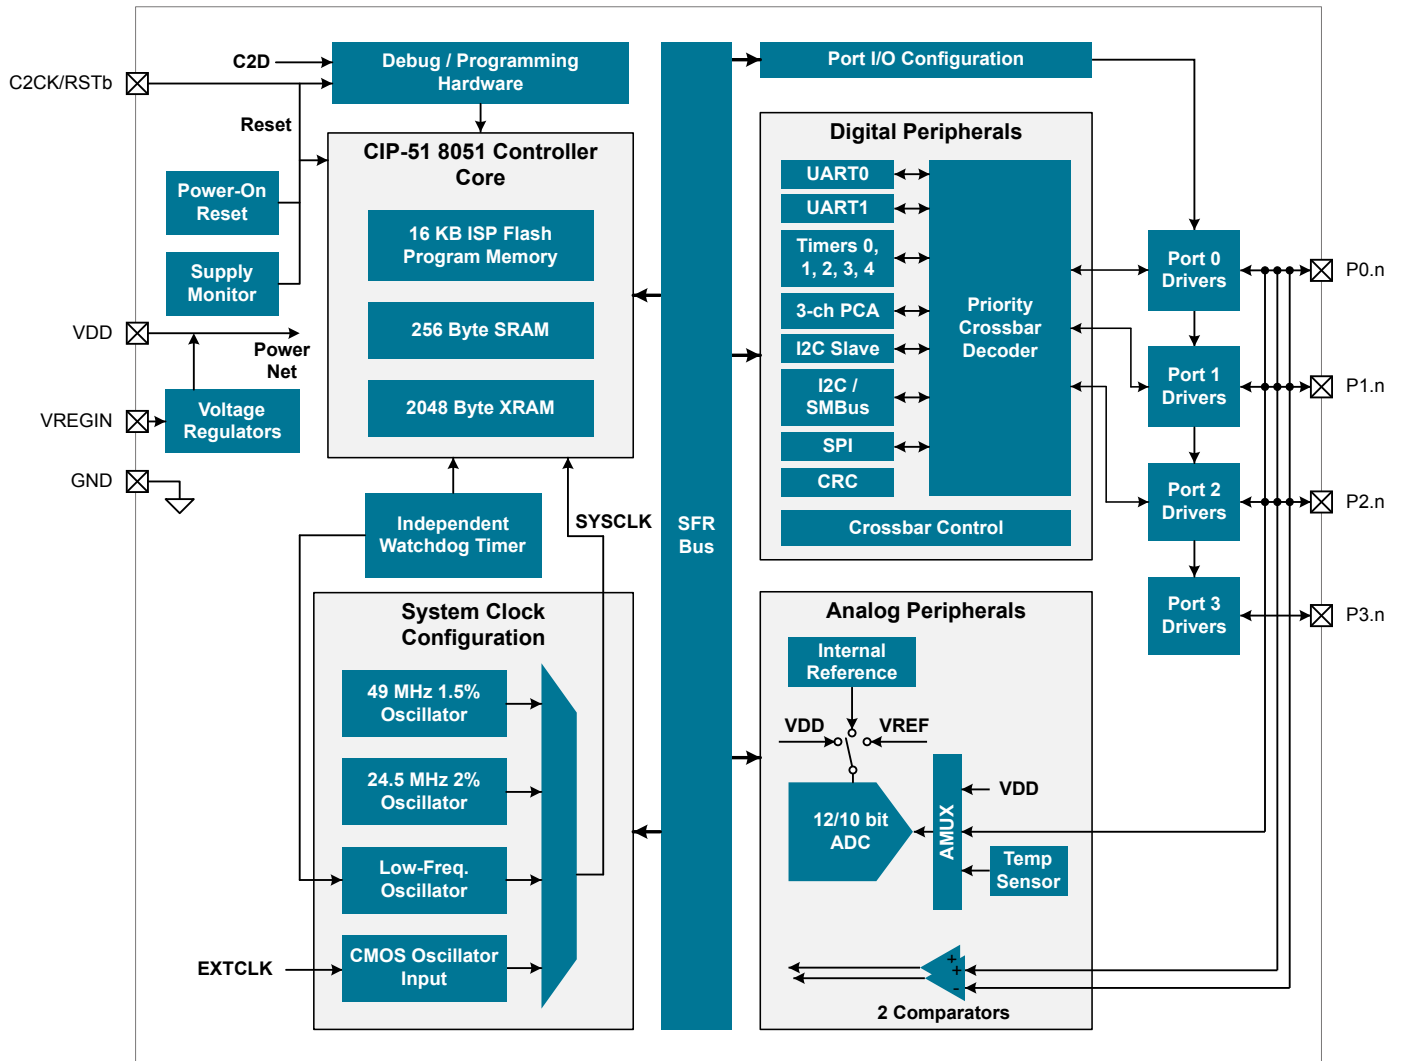 C2CK/RSTb
C2D
Debug / Programming
Hardware
Reset
CIP-51 8051 Controller
Core
16 KB ISP Flash
Program Memory
256 Byte SRAM
2048 Byte XRAM
Power-On
Reset
Supply
Monitor
VDD
Power
Net
VREGIN
Voltage
Regulators
GND
Independent
Watchdog Timer
SYSCLK
System Clock
Configuration
49 MHz 1.5%
Oscillator
24.5 MHz 2%
Oscillator
Low-Freq.
Oscillator
EXTCLK
CMOS Oscillator
Input
SFR
Bus
Port I/O Configuration
Digital Peripherals
UART0
UART1
Timers 0,
1, 2, 3, 4
3-ch PCA
I2C Slave
I2C /
SMBus
SPI
CRC
Priority
Crossbar
Decoder
Crossbar Control
Port 0
Drivers
P0.n
Port 1
Drivers
P1.n
Port 2
Drivers
P2.n
Port 3
Drivers
P3.n
Analog Peripherals
Internal
Reference
VDD
VREF
12/10 bit
ADC
AMUX
VDD
Temp
Sensor
+
+
-
2 Comparators